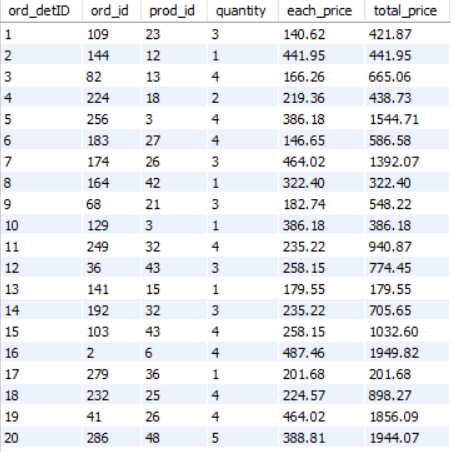 ord_detID ord_id prod_id quantity each_price total_price
1 109 23 3 140.62 421.87
2 144 12 1 441.95 441.95
3 82 13 4 166.26 665.06
4 224 18 2 219.36 438.73
5 256 3 4 386.18 1544.71
6 183 27 4 146.65 586.58
7 174 26 3 464.02 1392.07
8 164 42 1 322.40 322.40
9 68 21 3 182.74 548.22
10 129 3 1 386.18 386.18
11 249 32 4 235.22 940.87
12 36 43 3 258.15 774.45
13 141 15 1 179.55 179.55
14 192 32 3 235.22 705.65
15 103 43 4 258.15 1032.60
16 2 6 4 487.46 1949.82
17 279 36 1 201.68 201.68
18 232 25 4 224.57 898.27
19 41 26 4 464.02 1856.09
20 286 48 5 388.81 1944.07